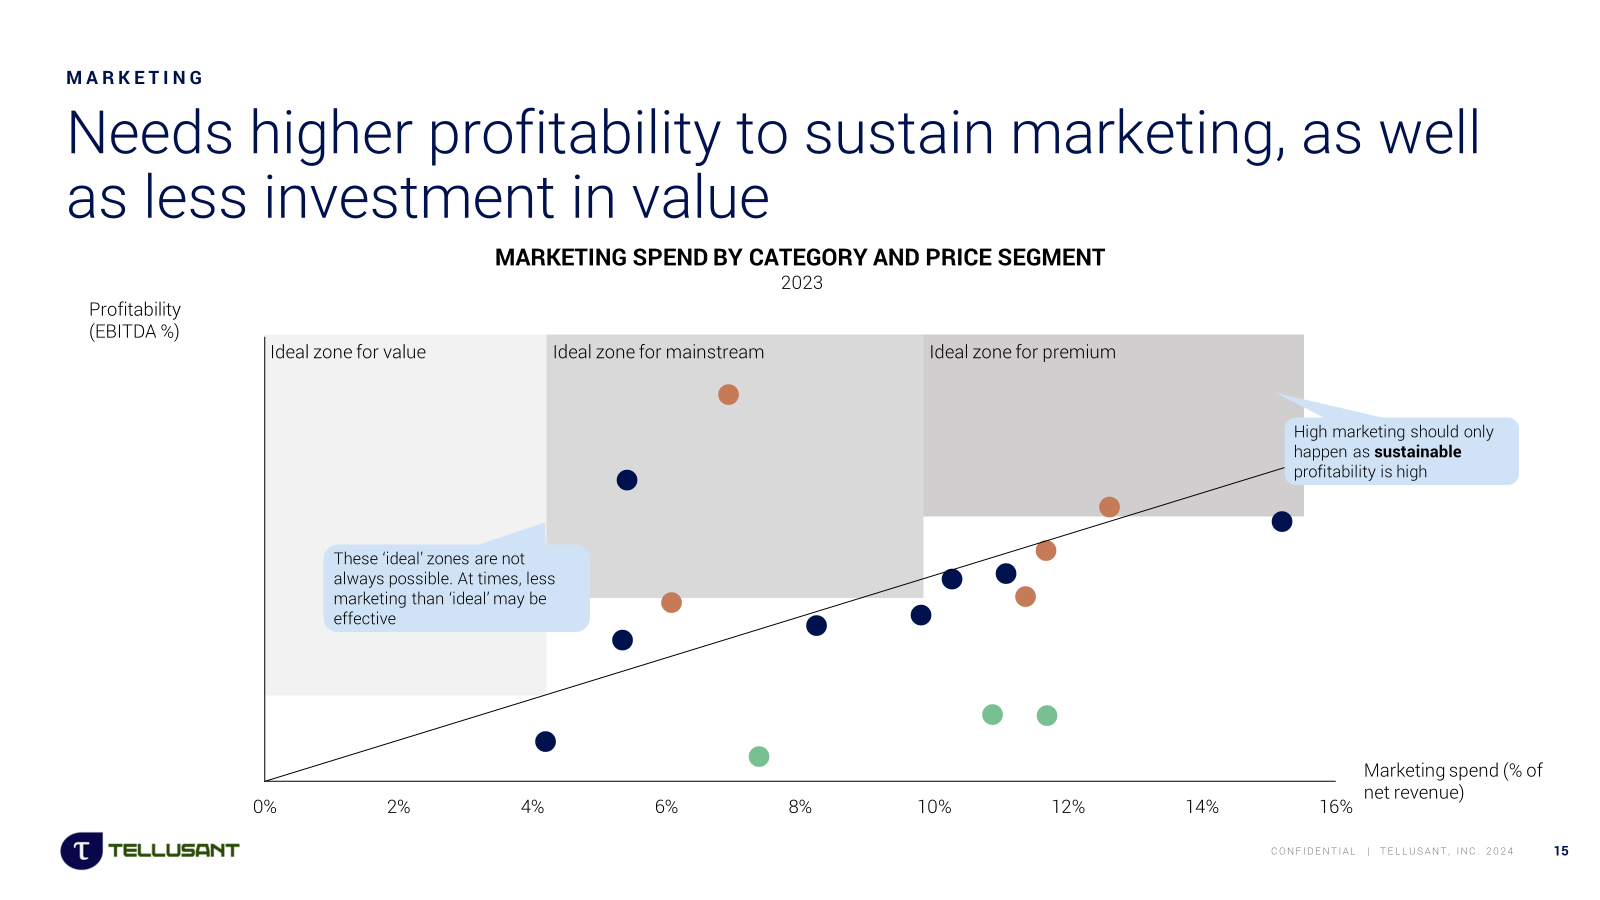 MARKETING
Needs higher profitability to sustain marketing, as well
as less investment in value
MARKETING SPEND BY CATEGORY AND PRICE SEGMENT
2023
Profitability
(EBITDA %)
Ideal zone for value
Ideal zone for mainstream
Ideal zone for premium
High marketing should only
happen as sustainable
profitability is high
These ‘ideal’ zones are not
always possible. At times, less
marketing than ‘ideal’ may be
effective
Marketing spend (% of
net revenue)
0%
2%
4%
6%
8%
10%
12%
14%
16%
τ TELLUSANT
CONFIDENTIAL | TELLUSANT, INC. 2024
15